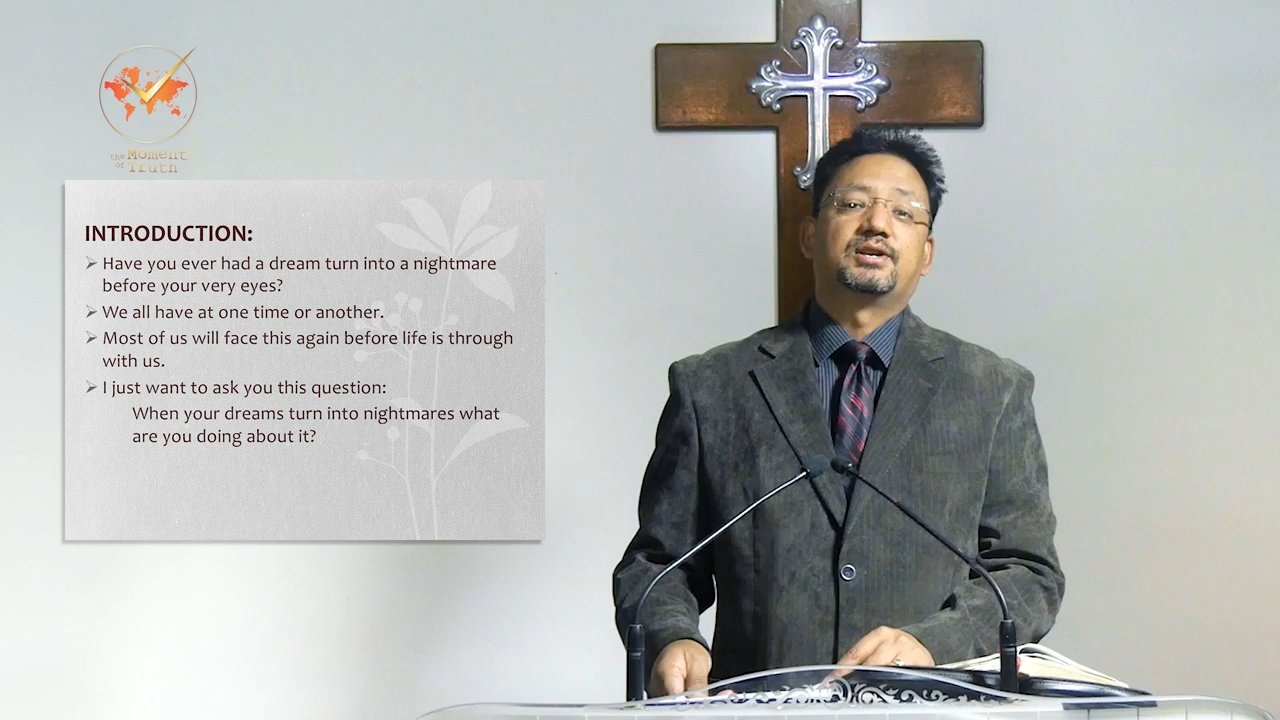 the Moment
of Truth
INTRODUCTION:
➢ Have you ever had a dream turn into a nightmare
before your very eyes?
➢ We all have at one time or another.
➢ Most of us will face this again before life is through
with us.
➢ I just want to ask you this question:
When your dreams turn into nightmares what
are you doing about it?